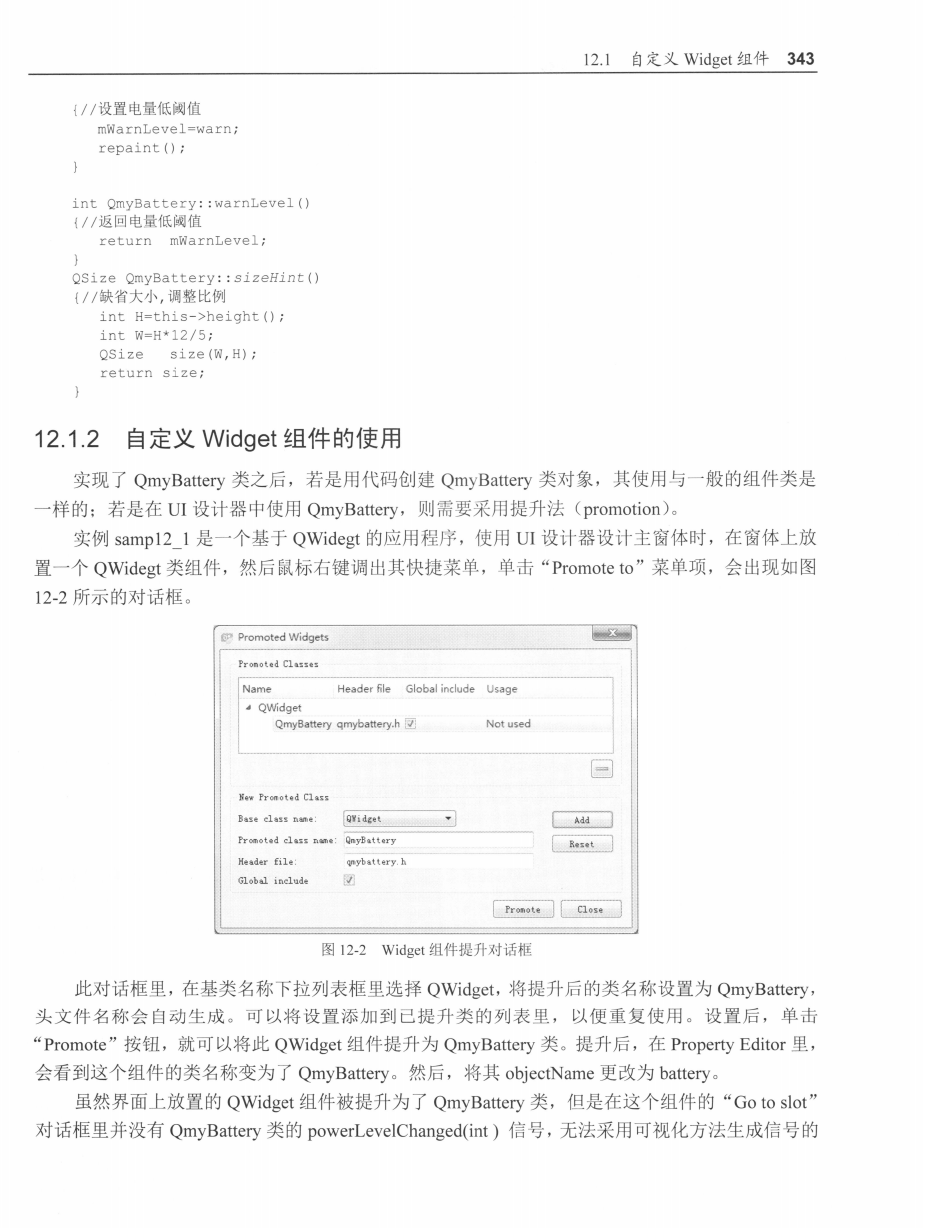 12.1 自定义 Widget 组件 343
{//设置电量低阈值
mWarnLevel=warn;
repaint();
}
int QmyBattery::warnLevel()
{//返回电量低阈值
return mWarnLevel;
}
QSize QmyBattery::sizeHint()
{//缺省大小,调整比例
int H=this->height();
int W=H*12/5;
QSize size(W,H);
return size;
}
12.1.2 自定义 Widget 组件的使用
实现了 QmyBattery 类之后，若是用代码创建 QmyBattery 类对象，其使用与一般的组件类是
一样的；若是在 UI 设计器中使用 QmyBattery，则需要采用提升法（promotion）。
实例 samp12_1 是一个基于 QWidegt 的应用程序，使用 UI 设计器设计主窗体时，在窗体上放
置一个 QWidegt 类组件，然后鼠标右键调出其快捷菜单，单击“Promote to”菜单项，会出现如图
12-2 所示的对话框。
Promoted Widgets
Promoted Classes
Name Header file Global include Usage
QWidget
QmyBattery qmybattery.h Not used
New Promoted Class
Base class name: QWidget Add
Promoted class name: QmyBattery Reset
Header file: qmybattery.h
Global include
Promote Close
图 12-2 Widget 组件提升对话框
此对话框里，在基类名称下拉列表框里选择 QWidget，将提升后的类名称设置为 QmyBattery，
头文件名称会自动生成。可以将设置添加到已提升类的列表里，以便重复使用。设置后，单击
“Promote”按钮，就可以将此 QWidget 组件提升为 QmyBattery 类。提升后，在 Property Editor 里，
会看到这个组件的类名称变为了 QmyBattery。然后，将其 objectName 更改为 battery。
虽然界面上放置的 QWidget 组件被提升为了 QmyBattery 类，但是在这个组件的“Go to slot”
对话框里并没有 QmyBattery 类的 powerLevelChanged(int ) 信号，无法采用可视化方法生成信号的